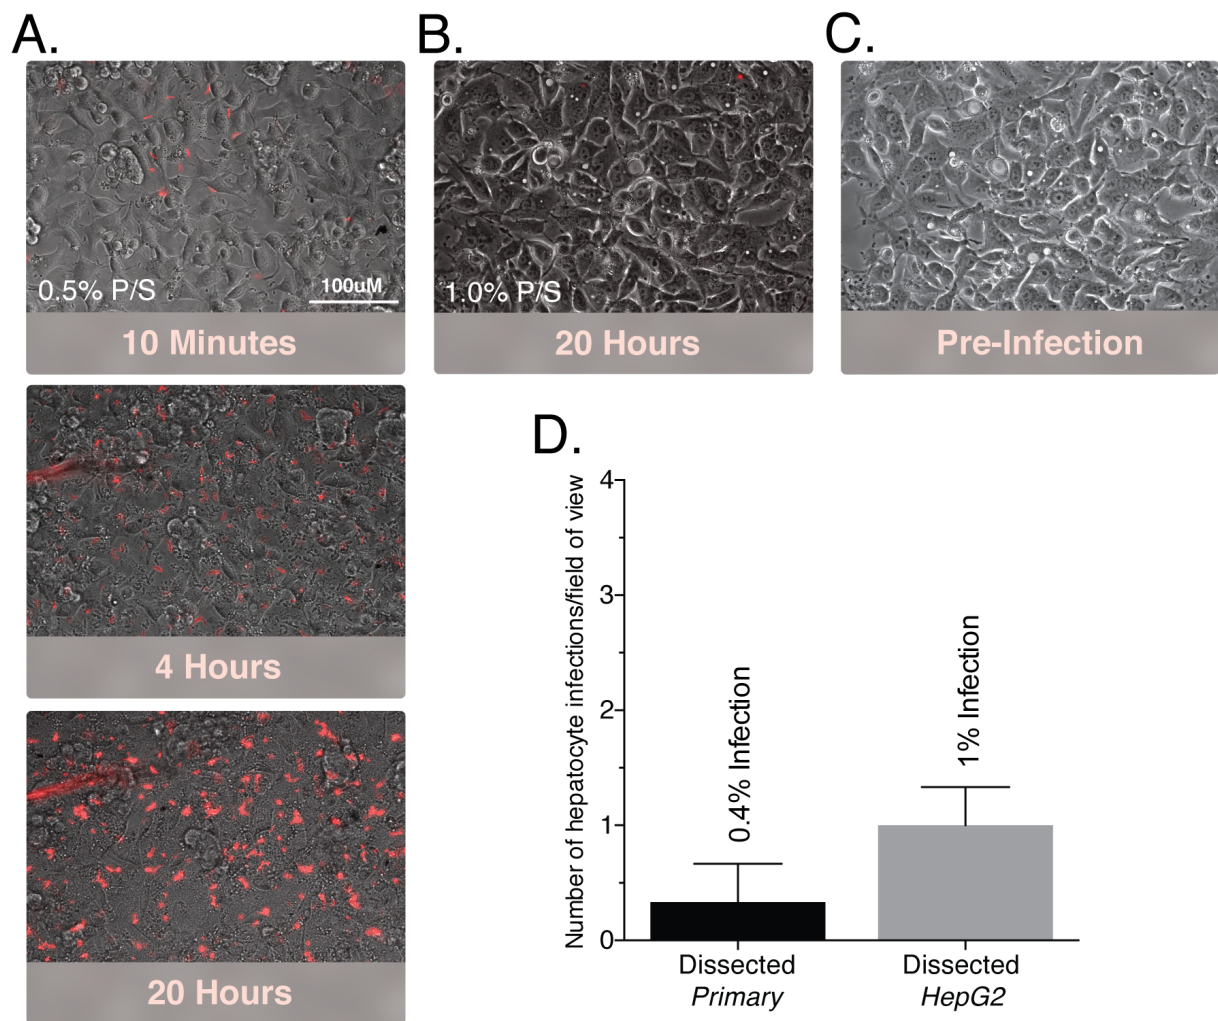 A.
0.5% P/S
100uM
10 Minutes
4 Hours
20 Hours
B.
1.0% P/S
20 Hours
C.
Pre-Infection
D.
Number of hepatocyte infections/field of view
4
3
2
1
0
0.4% Infection
1% Infection
Dissected
Primary
Dissected
HepG2